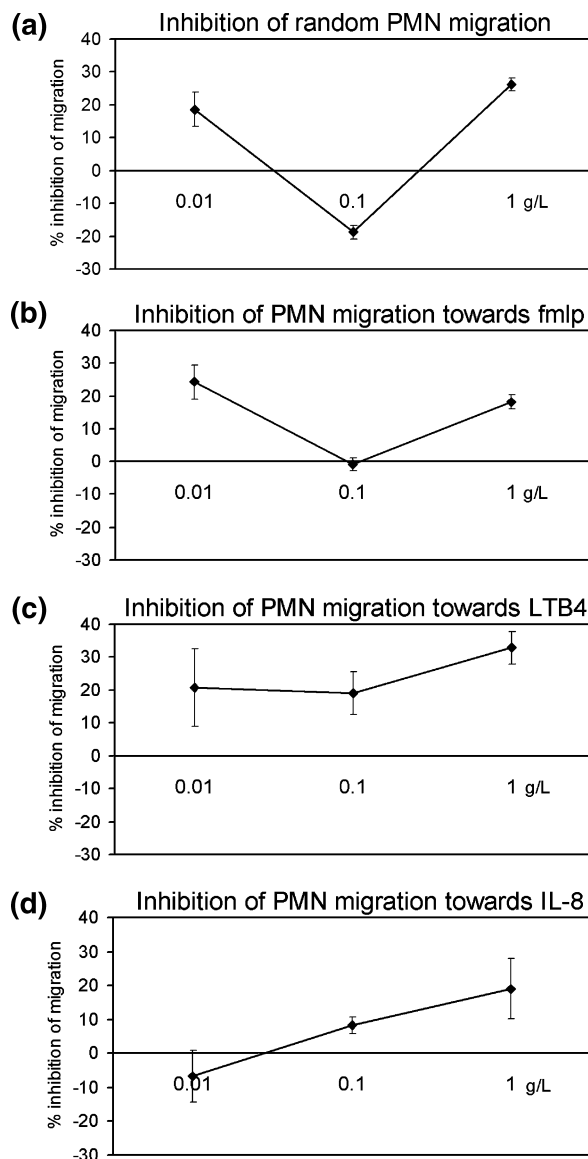 (a) Inhibition of random PMN migration
% inhibition of migration
40
30
20
10
0
-10
-20
-30
0.01 0.1 1 g/L
(b) Inhibition of PMN migration towards fmlp
% inhibition of migration
40
30
20
10
0
-10
-20
-30
0.01 0.1 1 g/L
(c) Inhibition of PMN migration towards LTB4
% inhibition of migration
40
30
20
10
0
-10
-20
-30
0.01 0.1 1 g/L
(d) Inhibition of PMN migration towards IL-8
% inhibition of migration
40
30
20
10
0
-10
-20
-30
0.01 0.1 1 g/L